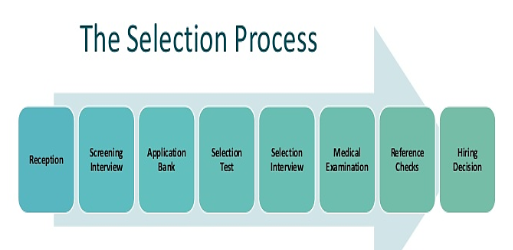 The Selection Process
Reception
Screening
Interview
Application
Bank
Selection
Test
Selection
Interview
Medical
Examination
Reference
Checks
Hiring
Decision